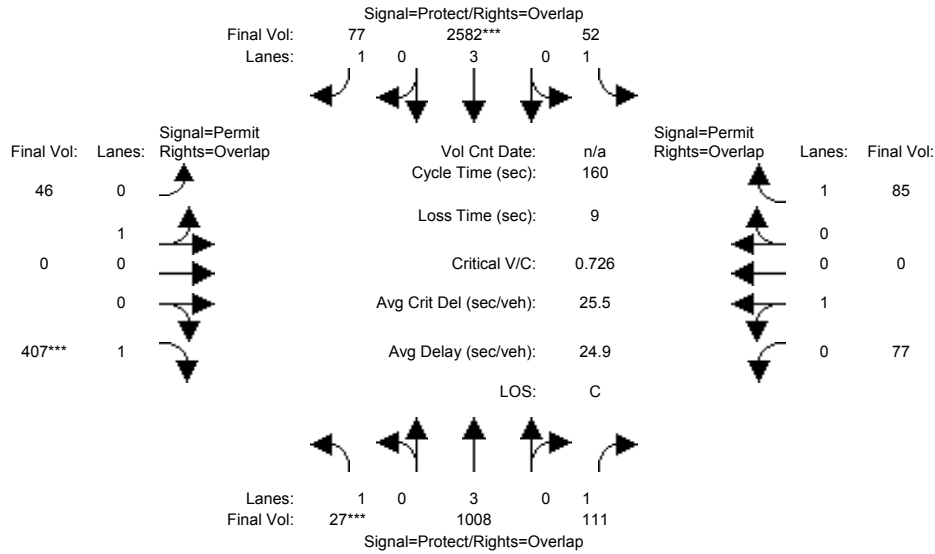 Signal=Protect/Rights=Overlap
Final Vol: 77 2582*** 52
Lanes: 1 0 3 0 1
Signal=Permit
Final Vol: Lanes: Rights=Overlap
Vol Cnt Date: n/a
Signal=Permit
Rights=Overlap Lanes: Final Vol:
46 0
Cycle Time (sec): 160
1 85
1
Loss Time (sec): 9
0
0 0
Critical V/C: 0.726
0 0
0
Avg Crit Del (sec/veh): 25.5
1
407*** 1
Avg Delay (sec/veh): 24.9
0 77
LOS: C
Lanes: 1 0 3 0 1
Final Vol: 27*** 1008 111
Signal=Protect/Rights=Overlap